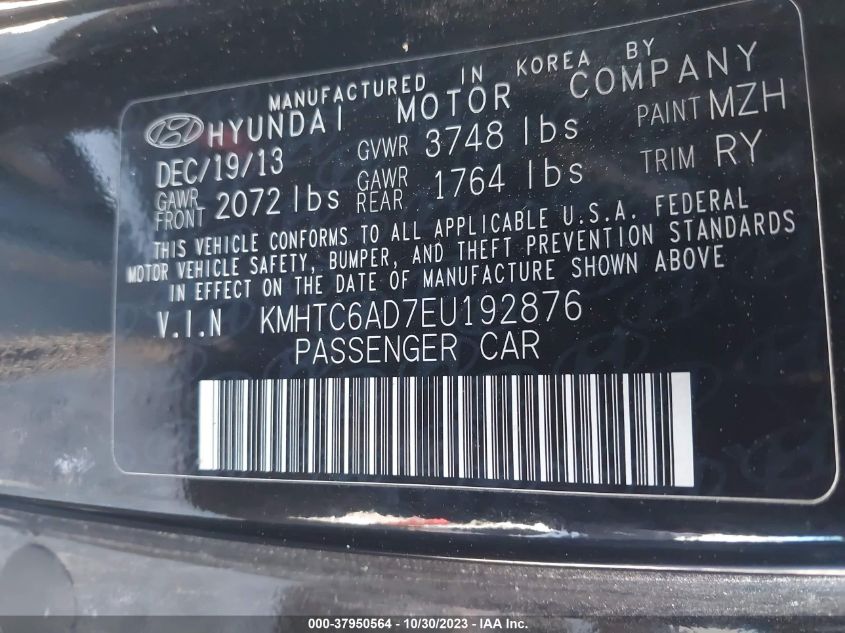 MANUFACTURED IN KOREA BY
HYUNDAI MOTOR COMPANY
DEC/19/13 GVWR 3748 lbs PAINT MZH
GAWR FRONT 2072 lbs GAWR REAR 1764 lbs TRIM RY
THIS VEHICLE CONFORMS TO ALL APPLICABLE U.S.A. FEDERAL
MOTOR VEHICLE SAFETY, BUMPER, AND THEFT PREVENTION STANDARDS
IN EFFECT ON THE DATE OF MANUFACTURE SHOWN ABOVE
V.I.N KMHTC6AD7EU192876
PASSENGER CAR
000-37950564 - 10/30/2023 - IAA Inc.